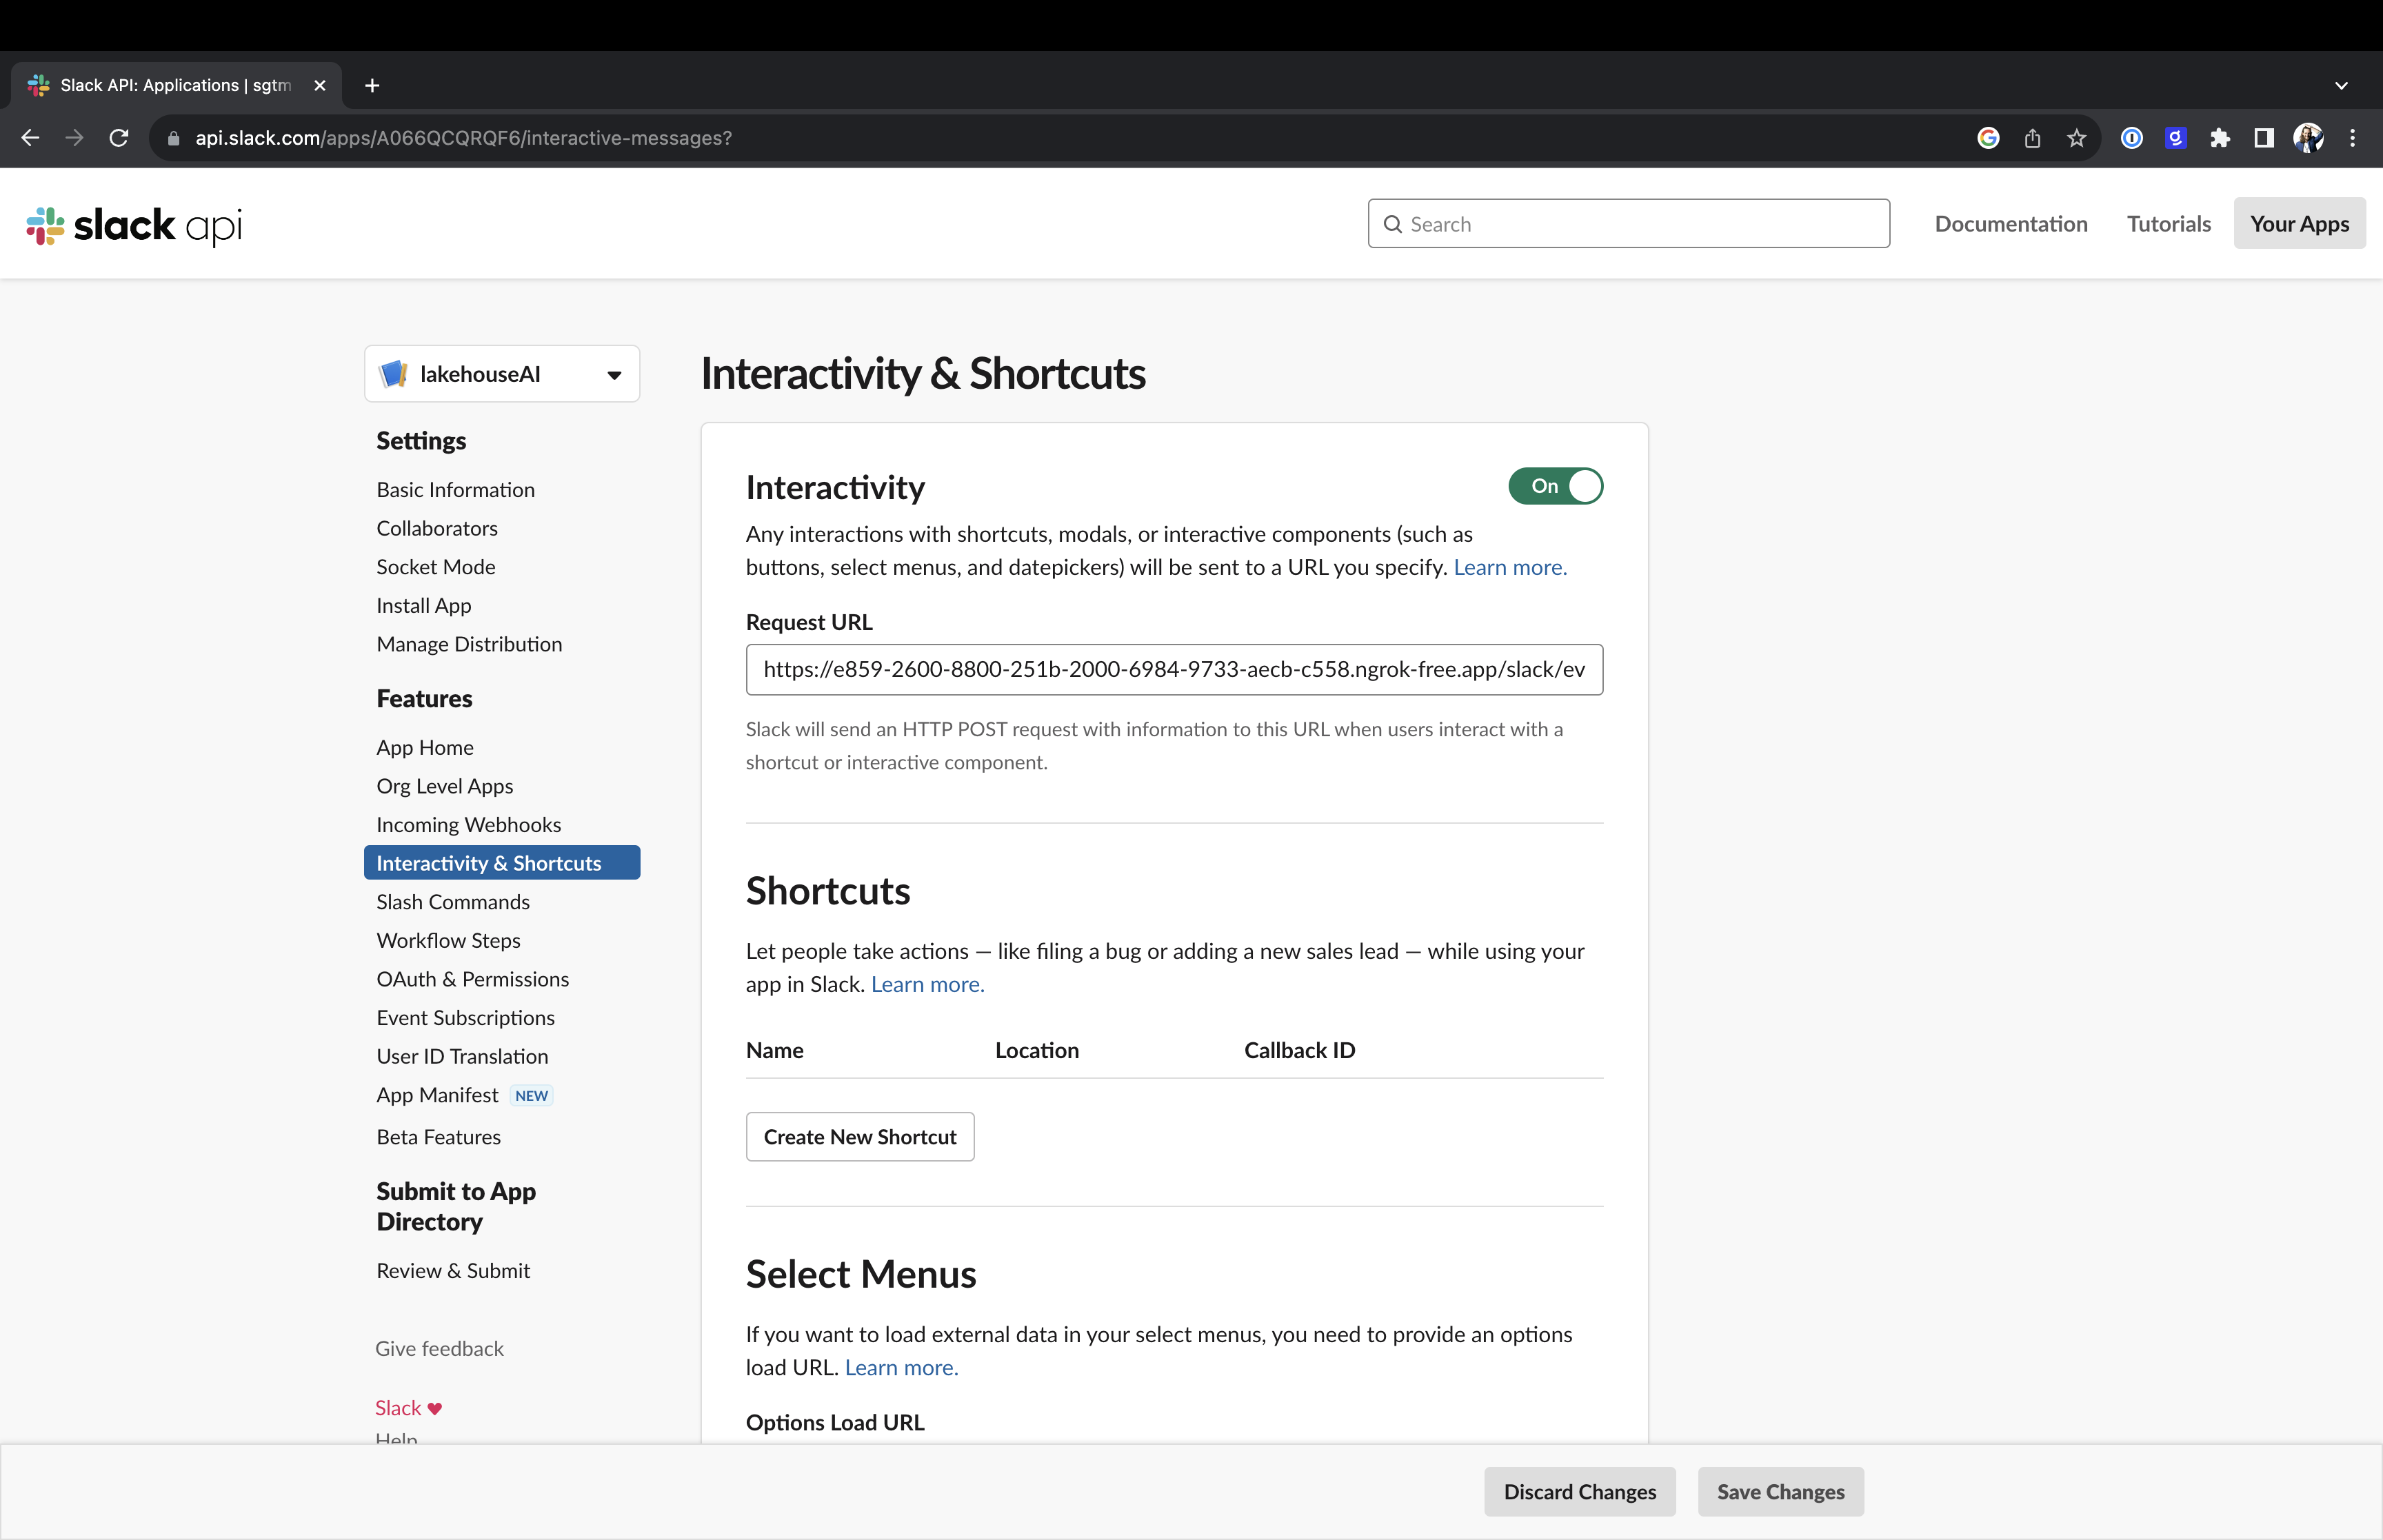 Slack API: Applications | sgtm
api.slack.com/apps/A066QCQRQF6/interactive-messages?
slack api
Search
Documentation
Tutorials
Your Apps
lakehouseAI
Settings
Basic Information
Collaborators
Socket Mode
Install App
Manage Distribution
Features
App Home
Org Level Apps
Incoming Webhooks
Interactivity & Shortcuts
Slash Commands
Workflow Steps
OAuth & Permissions
Event Subscriptions
User ID Translation
App Manifest NEW
Beta Features
Submit to App
Directory
Review & Submit
Give feedback
Slack ♥
Help
Interactivity & Shortcuts
Interactivity
On
Any interactions with shortcuts, modals, or interactive components (such as
buttons, select menus, and datepickers) will be sent to a URL you specify. Learn more.
Request URL
https://e859-2600-8800-251b-2000-6984-9733-aecb-c558.ngrok-free.app/slack/ev
Slack will send an HTTP POST request with information to this URL when users interact with a
shortcut or interactive component.
Shortcuts
Let people take actions — like filing a bug or adding a new sales lead — while using your
app in Slack. Learn more.
Name Location Callback ID
Create New Shortcut
Select Menus
If you want to load external data in your select menus, you need to provide an options
load URL. Learn more.
Options Load URL
Discard Changes
Save Changes